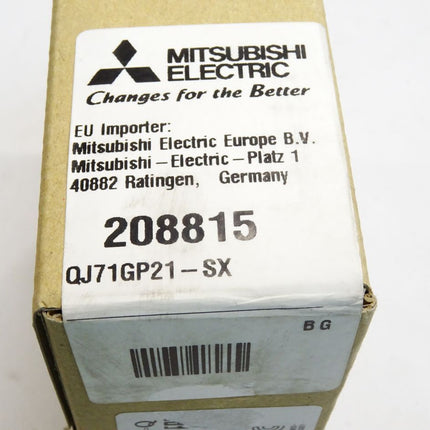 MITSUBISHI
ELECTRIC
Changes for the Better
EU Importer:
Mitsubishi Electric Europe B.V.
Mitsubishi-Electric-Platz 1
40882 Ratingen, Germany
208815
QJ71GP21-SX
BG